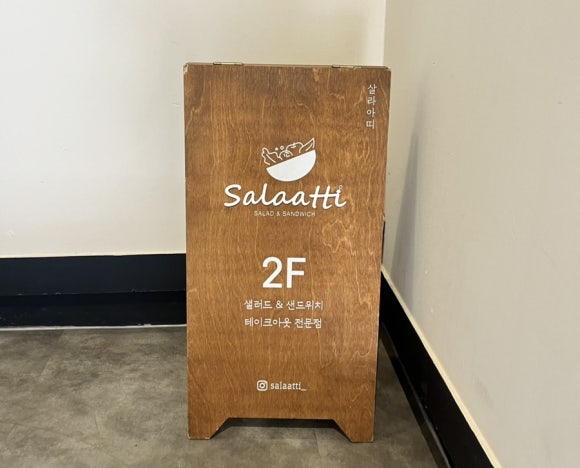 살라아띠
Salaatti
SALAD & SANDWICH
2F
샐러드 & 샌드위치
테이크아웃 전문점
salaatti_